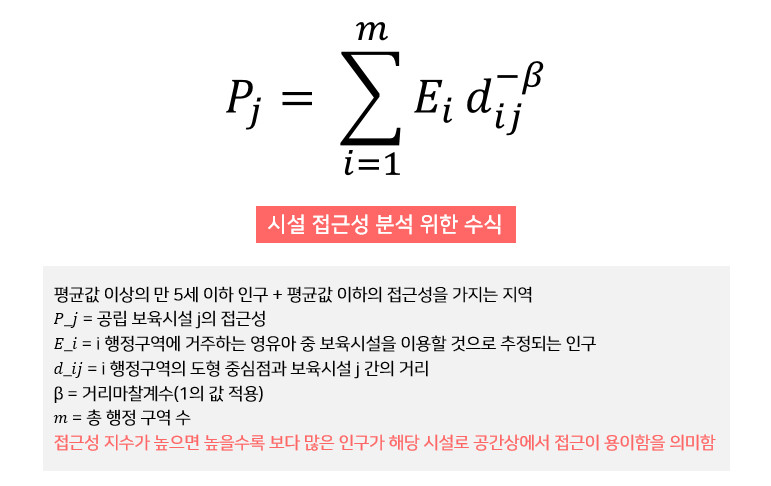 P_j = \sum_{i=1}^{m} E_i d_{ij}^{-β}
시설 접근성 분석 위한 수식
평균값 이상의 만 5세 이하 인구 + 평균값 이하의 접근성을 가지는 지역
P_j = 공립 보육시설 j의 접근성
E_i = i 행정구역에 거주하는 영유아 중 보육시설을 이용할 것으로 추정되는 인구
d_ij = i 행정구역의 도형 중심점과 보육시설 j 간의 거리
β = 거리마찰계수(1의 값 적용)
m = 총 행정 구역 수
접근성 지수가 높으면 높을수록 보다 많은 인구가 해당 시설로 공간상에서 접근이 용이함을 의미함